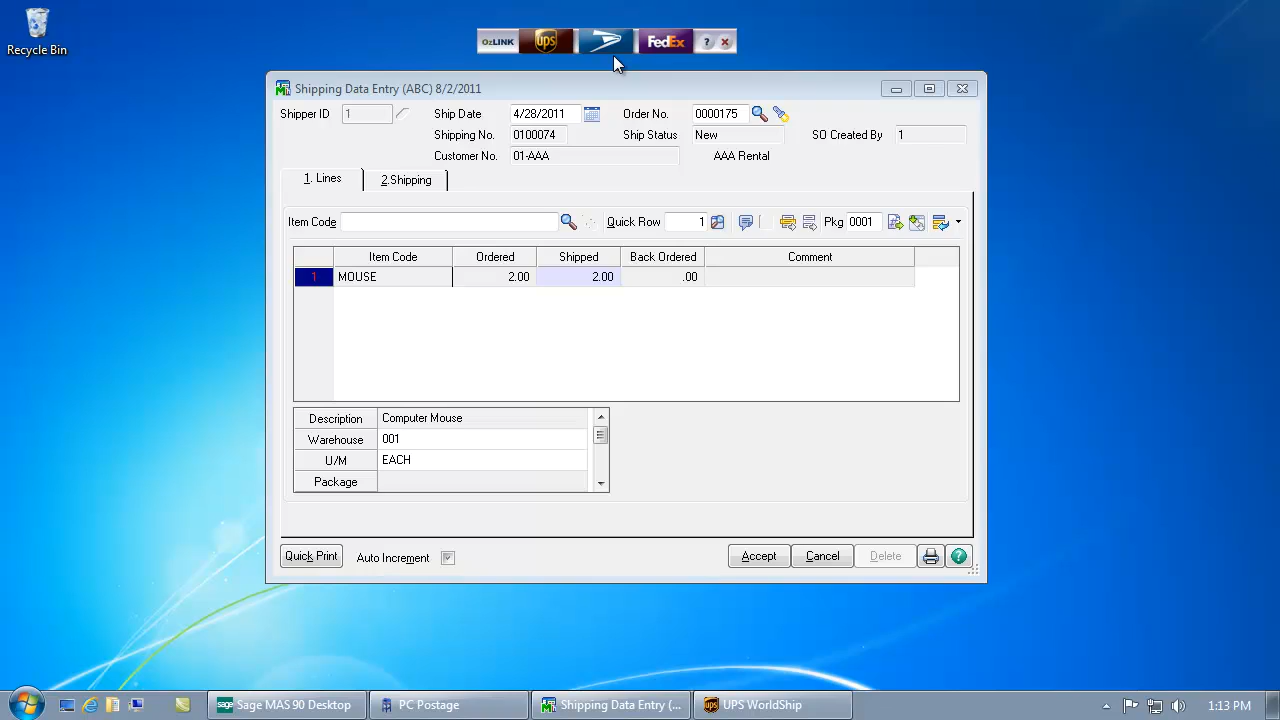 Recycle Bin
OzLINK UPS FedEx ?
Shipping Data Entry (ABC) 8/2/2011
Shipper ID 1 Ship Date 4/28/2011 Order No. 0000175
Shipping No. 0100074 Ship Status New SO Created By 1
Customer No. 01-AAA AAA Rental
1. Lines 2.Shipping
Item Code Quick Row 1 Pkg 0001
Item Code Ordered Shipped Back Ordered Comment
1 MOUSE 2.00 2.00 .00
Description Computer Mouse
Warehouse 001
U/M EACH
Package
Quick Print Auto Increment Accept Cancel Delete ?
sage Sage MAS 90 Desktop PC Postage Shipping Data Entry (... UPS WorldShip 1:13 PM